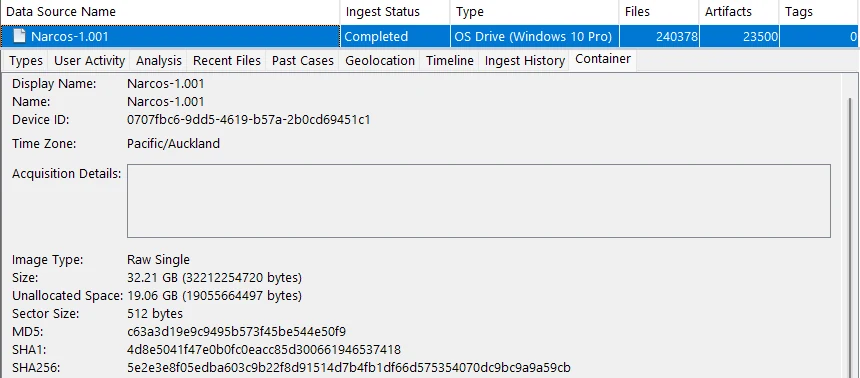 Data Source Name Ingest Status Type Files Artifacts Tags
Narcos-1.001 Completed OS Drive (Windows 10 Pro) 240378 23500 0
Types User Activity Analysis Recent Files Past Cases Geolocation Timeline Ingest History Container
Display Name: Narcos-1.001
Name: Narcos-1.001
Device ID: 0707fbc6-9dd5-4619-b57a-2b0cd69451c1
Time Zone: Pacific/Auckland
Acquisition Details:
Image Type: Raw Single
Size: 32.21 GB (32212254720 bytes)
Unallocated Space: 19.06 GB (19055664497 bytes)
Sector Size: 512 bytes
MD5: c63a3d19e9c9495b573f45be544e50f9
SHA1: 4d8e5041f47e0b0fc0eacc85d300661946537418
SHA256: 5e2e3e8f05edba603c9b22f8d91514d7b4fb1df66d575354070dc9bc9a9a59cb